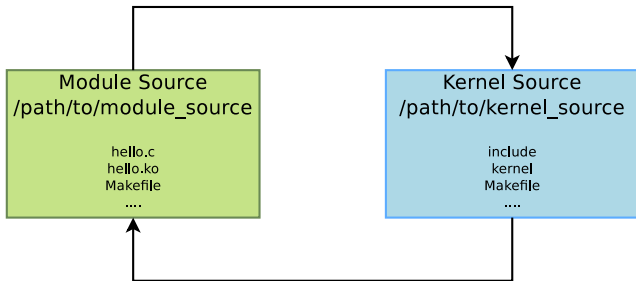 Module Source
/path/to/module_source
hello.c
hello.ko
Makefile
....
Kernel Source
/path/to/kernel_source
include
kernel
Makefile
....